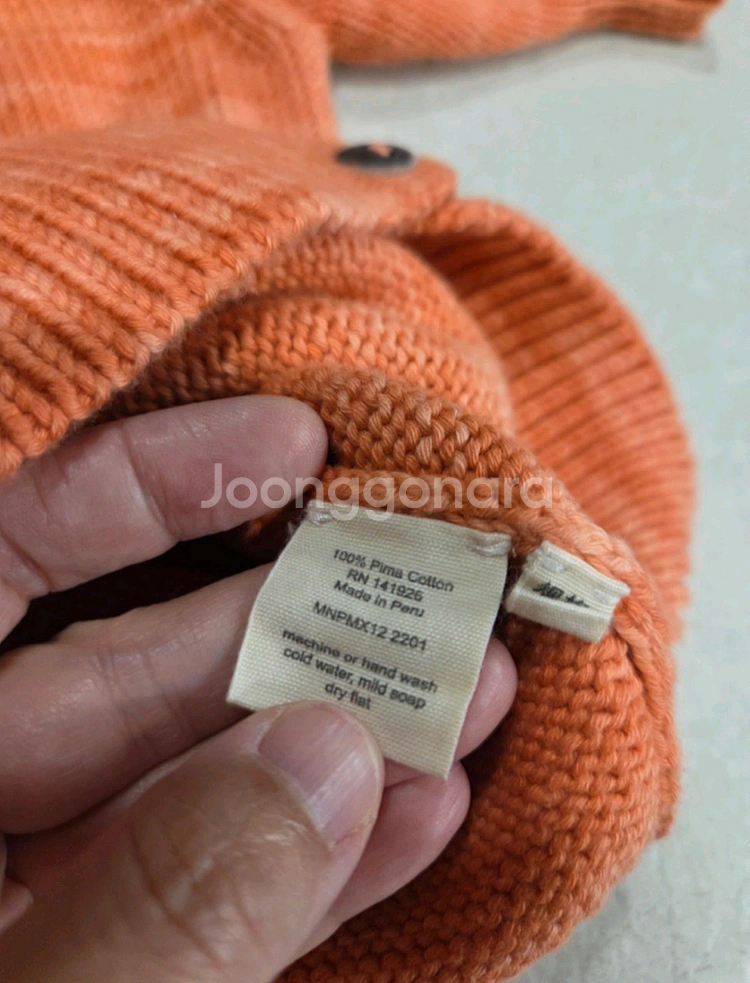 Joonggonara
100% Pima Cotton
RN 141926
Made in Peru
MNPMX12 2201
machine or hand wash
cold water, mild soap
dry flat